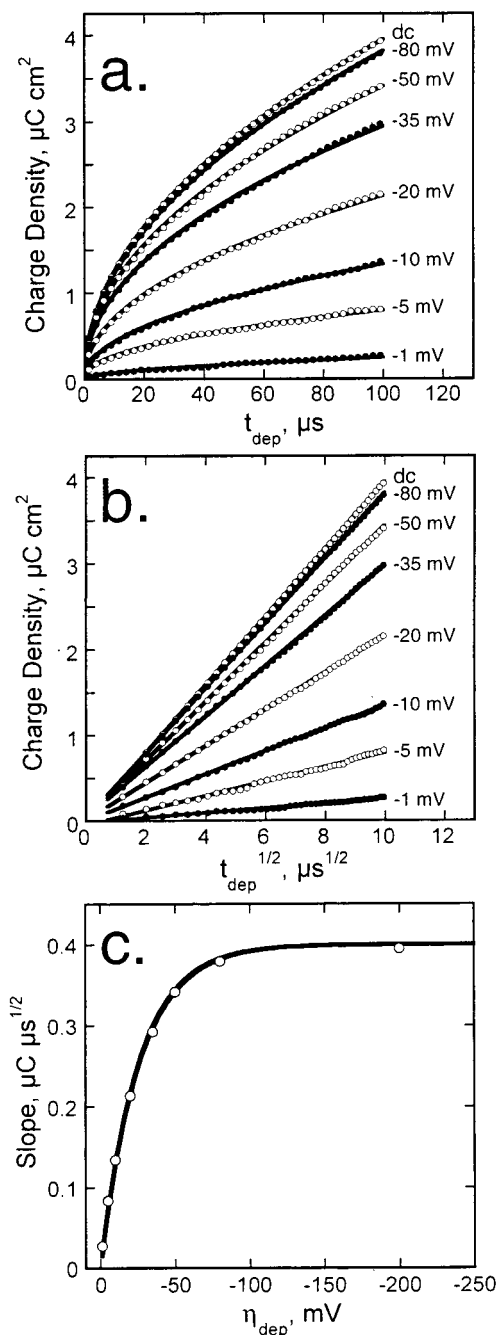 a.
Charge Density, µC cm²
4
3
2
1
0
0 20 40 60 80 100 120
t_dep, µs
dc
-80 mV
-50 mV
-35 mV
-20 mV
-10 mV
-5 mV
-1 mV
b.
Charge Density, µC cm²
4
3
2
1
0
0 2 4 6 8 10 12
t_dep^1/2, µs^1/2
dc
-80 mV
-50 mV
-35 mV
-20 mV
-10 mV
-5 mV
-1 mV
c.
Slope, µC µs^1/2
0.4
0.3
0.2
0.1
0
0 -50 -100 -150 -200 -250
η_dep, mV